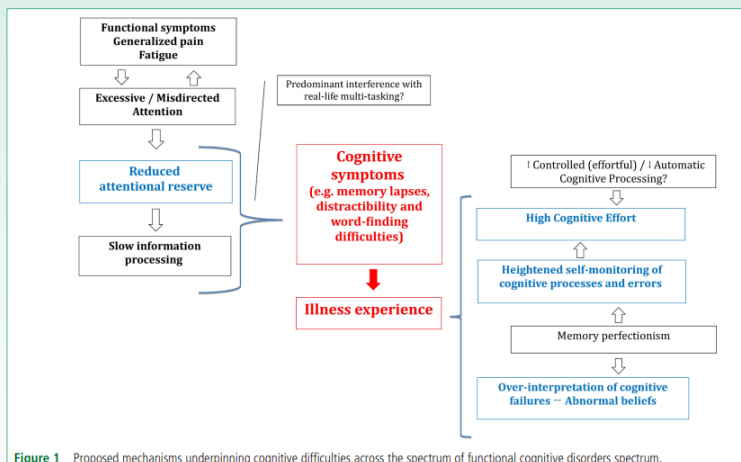 Functional symptoms
Generalized pain
Fatigue
Excessive / Misdirected
Attention
Predominant interference with
real-life multi-tasking?
Reduced
attentional reserve
Slow information
processing
Cognitive
symptoms
(e.g. memory lapses,
distractibility and
word-finding
difficulties)
Illness experience
↑ Controlled (effortful) / ↓ Automatic
Cognitive Processing?
High Cognitive Effort
Heightened self-monitoring of
cognitive processes and errors
Memory perfectionism
Over-interpretation of cognitive
failures – Abnormal beliefs
Figure 1 Proposed mechanisms underpinning cognitive difficulties across the spectrum of functional cognitive disorders spectrum.